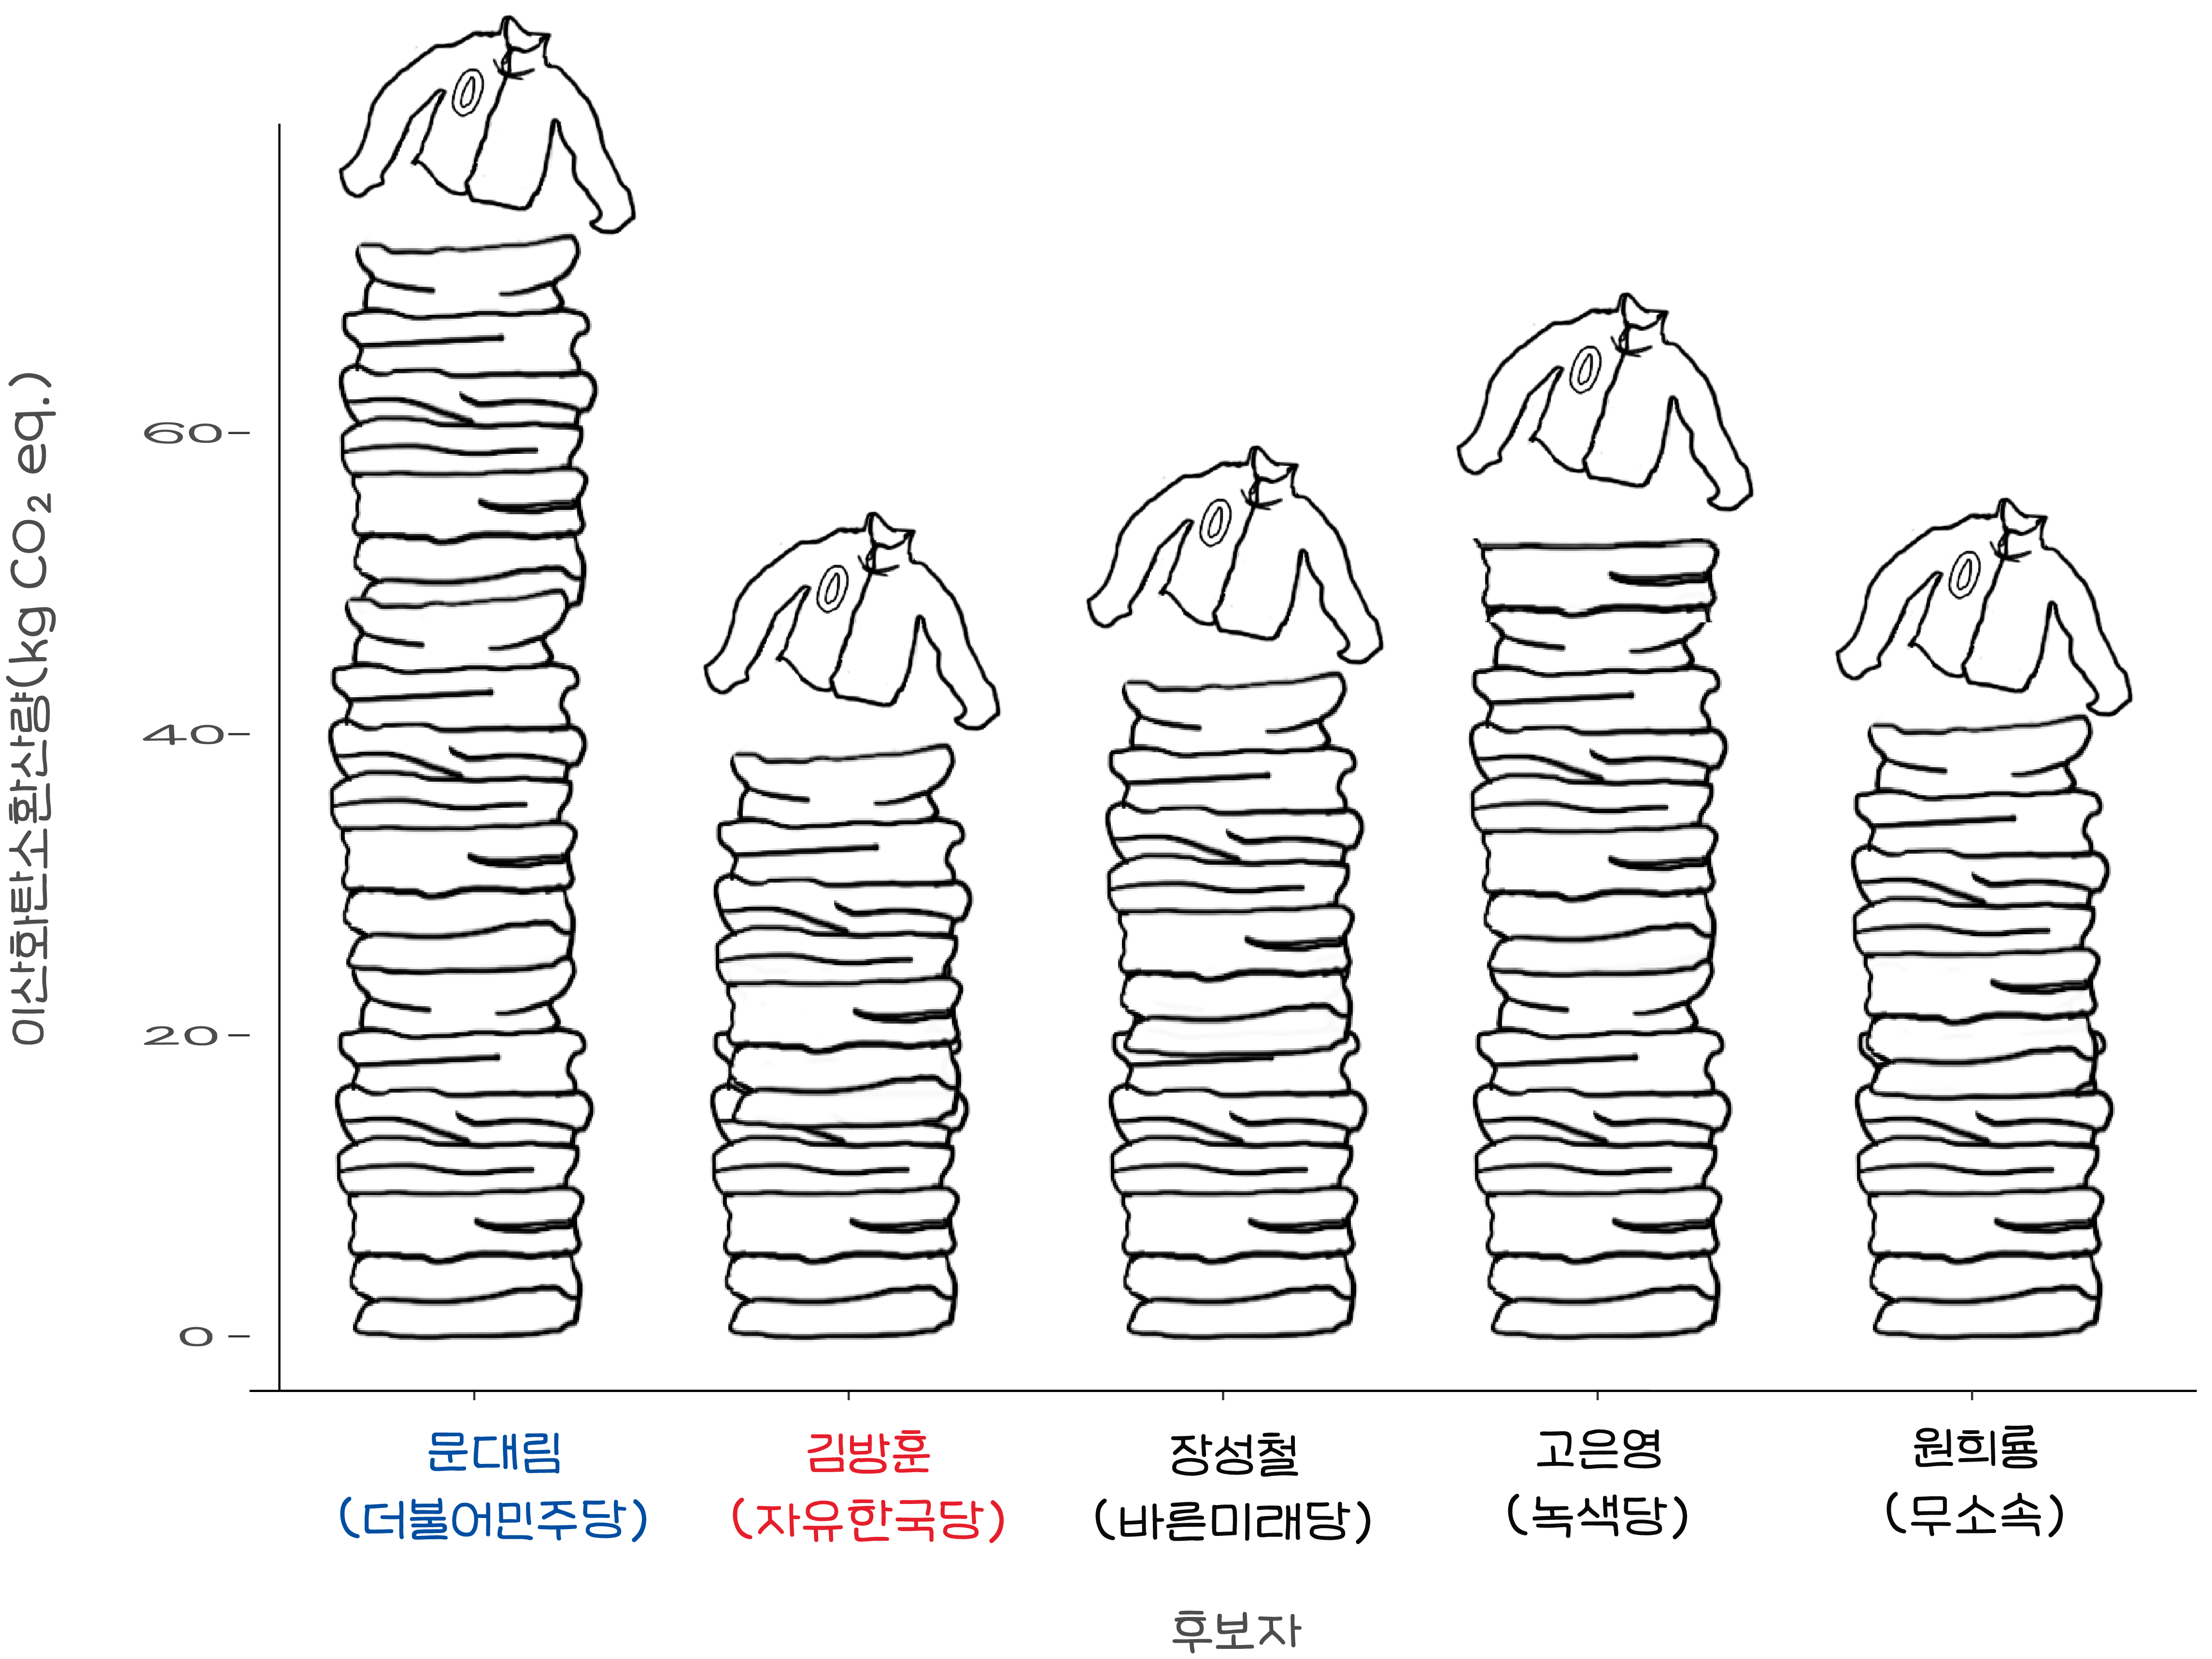 이산화탄소환산량(kg CO₂ eq.)
60
40
20
0
문대림
(더불어민주당)
김방훈
(자유한국당)
장성철
(바른미래당)
고은영
(녹색당)
원희룡
(무소속)
후보자